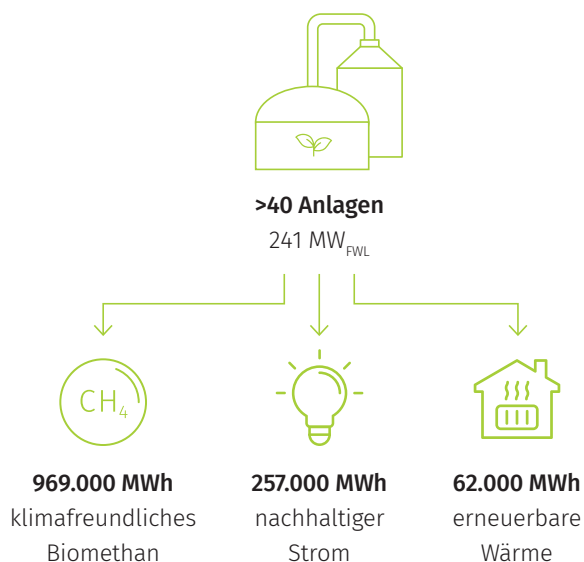 >40 Anlagen
241 MW_FWL
CH₄
969.000 MWh
klimafreundliches
Biomethan
257.000 MWh
nachhaltiger
Strom
62.000 MWh
erneuerbare
Wärme